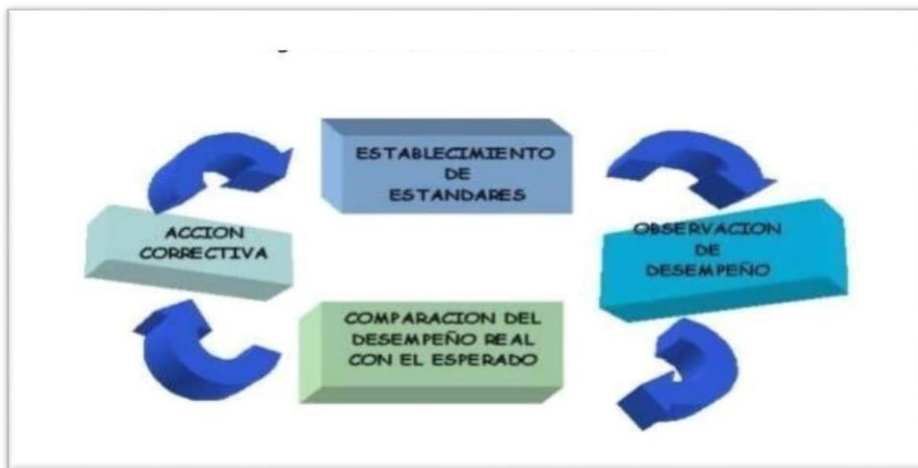 ESTABLECIMIENTO
DE
ESTANDARES
OBSERVACION
DE
DESEMPEÑO
COMPARACION DEL
DESEMPEÑO REAL
CON EL ESPERADO
ACCION
CORRECTIVA